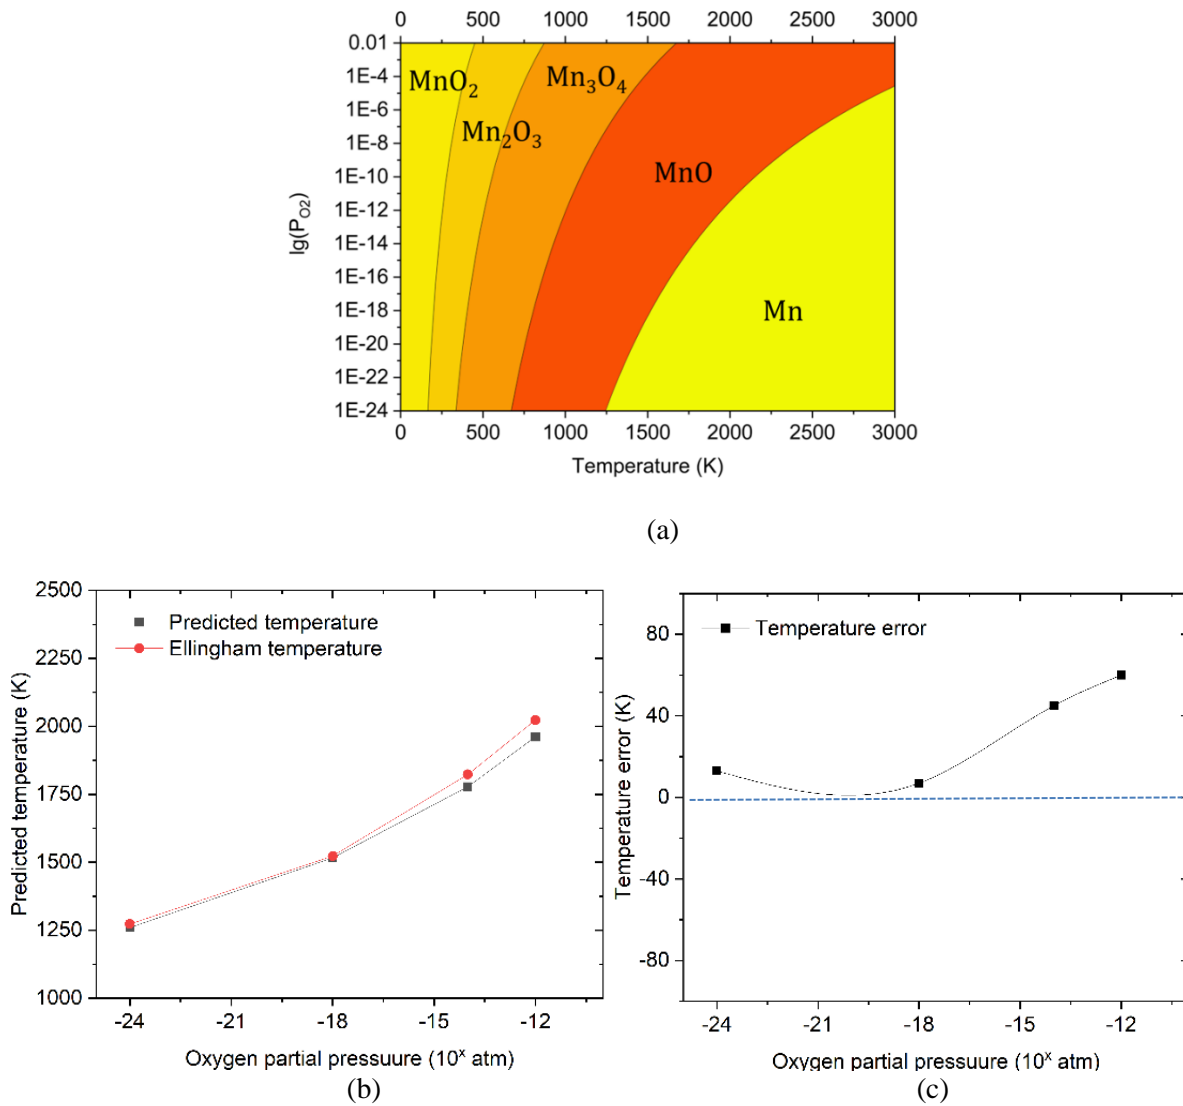 0 500 1000 1500 2000 2500 3000
0.01
1E-4
1E-6
1E-8
1E-10
1E-12
1E-14
1E-16
1E-18
1E-20
1E-22
1E-24
lg(P_O2)
MnO₂
Mn₂O₃
Mn₃O₄
MnO
Mn
0 500 1000 1500 2000 2500 3000
Temperature (K)
(a)
2500
2250
2000
1750
1500
1250
1000
Predicted temperature (K)
Predicted temperature
Ellingham temperature
-24 -21 -18 -15 -12
Oxygen partial pressuure (10ˣ atm)
(b)
80
40
0
-40
-80
Temperature error (K)
Temperature error
-24 -21 -18 -15 -12
Oxygen partial pressuure (10ˣ atm)
(c)